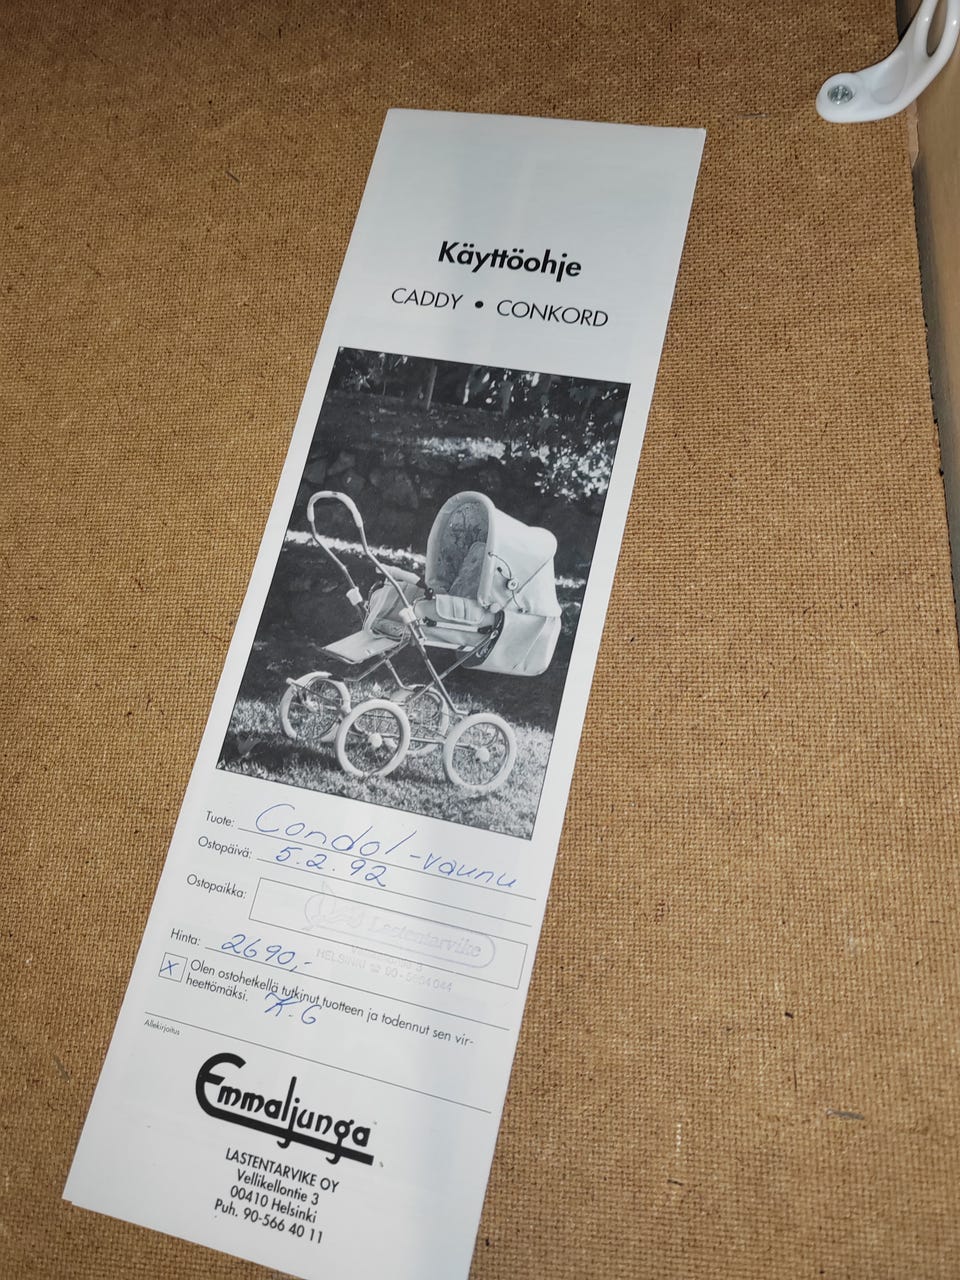 Käyttöohje
CADDY • CONKORD
Tuote: Condol-vaunu
Ostopäivä: 5.2.92
Ostopaikka: Lastentarvike
HELSINKI
Hinta: 2690,-
X Olen ostohetkellä tutkinut tuotteen ja todennut sen vir-
heettömäksi. K.G
Allekirjoitus
Emmaljunga
LASTENTARVIKE OY
Vellikellontie 3
00410 Helsinki
Puh. 90-566 40 11